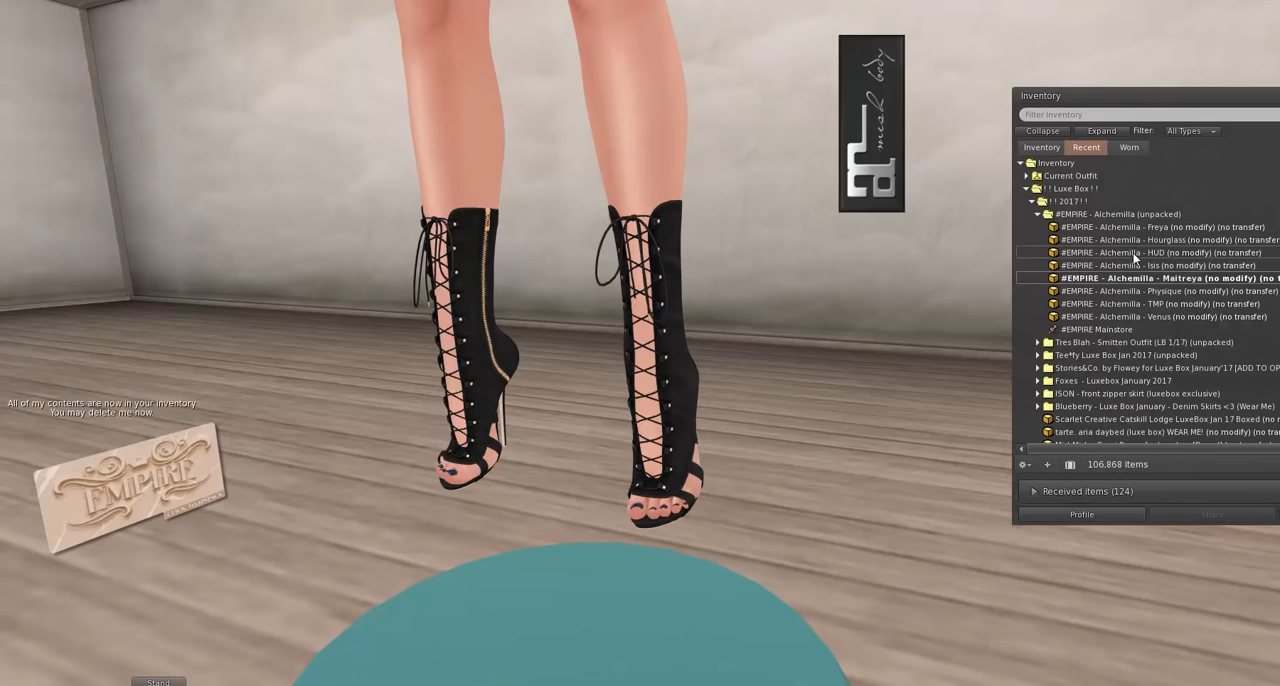 mesh body
Inventory
Filter Inventory
Collapse Expand Filter: All Types
Inventory Recent Worn
Inventory
Current Outfit
! ! Luxe Box ! !
! ! 2017 ! !
#EMPIRE - Alchemilla (unpacked)
#EMPIRE - Alchemilla - Freya (no modify) (no transfer)
#EMPIRE - Alchemilla - Hourglass (no modify) (no transfer
#EMPIRE - Alchemilla - HUD (no modify) (no transfer)
#EMPIRE - Alchemilla - Isis (no modify) (no transfer)
#EMPIRE - Alchemilla - Maitreya (no modify) (no t
#EMPIRE - Alchemilla - Physique (no modify) (no transfer)
#EMPIRE - Alchemilla - TMP (no modify) (no transfer)
#EMPIRE - Alchemilla - Venus (no modify) (no transfer)
#EMPIRE Mainstore
Tres Blah - Smitten Outfit (LB 1/17) (unpacked)
Tee*fy Luxe Box Jan 2017 (unpacked)
Stories&Co. by Flowey for Luxe Box January'17 [ADD TO OP
Foxes - Luxebox January 2017
ISON - front zipper skirt (luxebox exclusive)
Blueberry - Luxe Box January - Denim Skirts <3 (Wear Me)
Scarlet Creative Catskill Lodge LuxeBox Jan 17 Boxed (no
tarte. aria daybed (luxe box) WEAR ME! (no modify) (no tra
106,868 Items
Received items (124)
Profile Share
All of my contents are now in your inventory.
You may delete me now.
EMPIRE
Stand